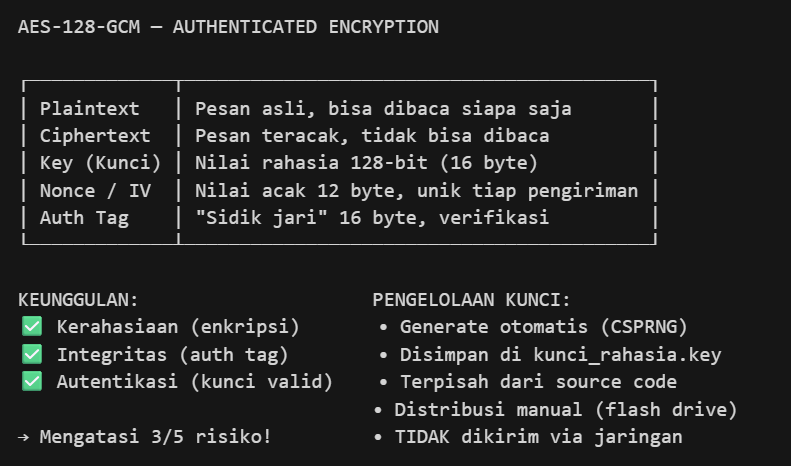 AES-128-GCM — AUTHENTICATED ENCRYPTION
Plaintext Pesan asli, bisa dibaca siapa saja
Ciphertext Pesan teracak, tidak bisa dibaca
Key (Kunci) Nilai rahasia 128-bit (16 byte)
Nonce / IV Nilai acak 12 byte, unik tiap pengiriman
Auth Tag "Sidik jari" 16 byte, verifikasi
KEUNGGULAN:
✅ Kerahasiaan (enkripsi)
✅ Integritas (auth tag)
✅ Autentikasi (kunci valid)
→ Mengatasi 3/5 risiko!
PENGELOLAAN KUNCI:
• Generate otomatis (CSPRNG)
• Disimpan di kunci_rahasia.key
• Terpisah dari source code
• Distribusi manual (flash drive)
• TIDAK dikirim via jaringan